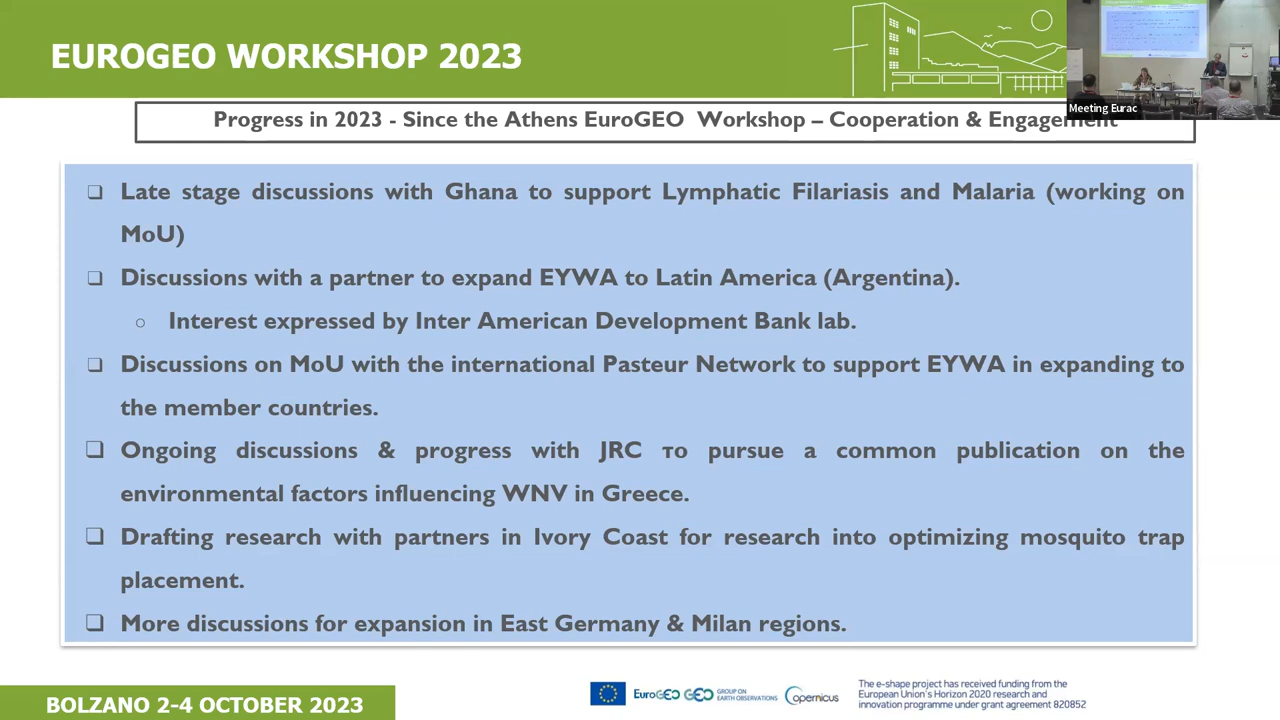 EUROGEO WORKSHOP 2023
Meeting Eurac
Progress in 2023 - Since the Athens EuroGEO Workshop – Cooperation & Engagement
❑ Late stage discussions with Ghana to support Lymphatic Filariasis and Malaria (working on
MoU)
❑ Discussions with a partner to expand EYWA to Latin America (Argentina).
○ Interest expressed by Inter American Development Bank lab.
❑ Discussions on MoU with the international Pasteur Network to support EYWA in expanding to
the member countries.
❑ Ongoing discussions & progress with JRC το pursue a common publication on the
environmental factors influencing WNV in Greece.
❑ Drafting research with partners in Ivory Coast for research into optimizing mosquito trap
placement.
❑ More discussions for expansion in East Germany & Milan regions.
BOLZANO 2-4 OCTOBER 2023
EuroGEO
GEO GROUP ON
EARTH OBSERVATIONS
opernicus
The e-shape project has received funding from the
European Union's Horizon 2020 research and
innovation programme under grant agreement 820852